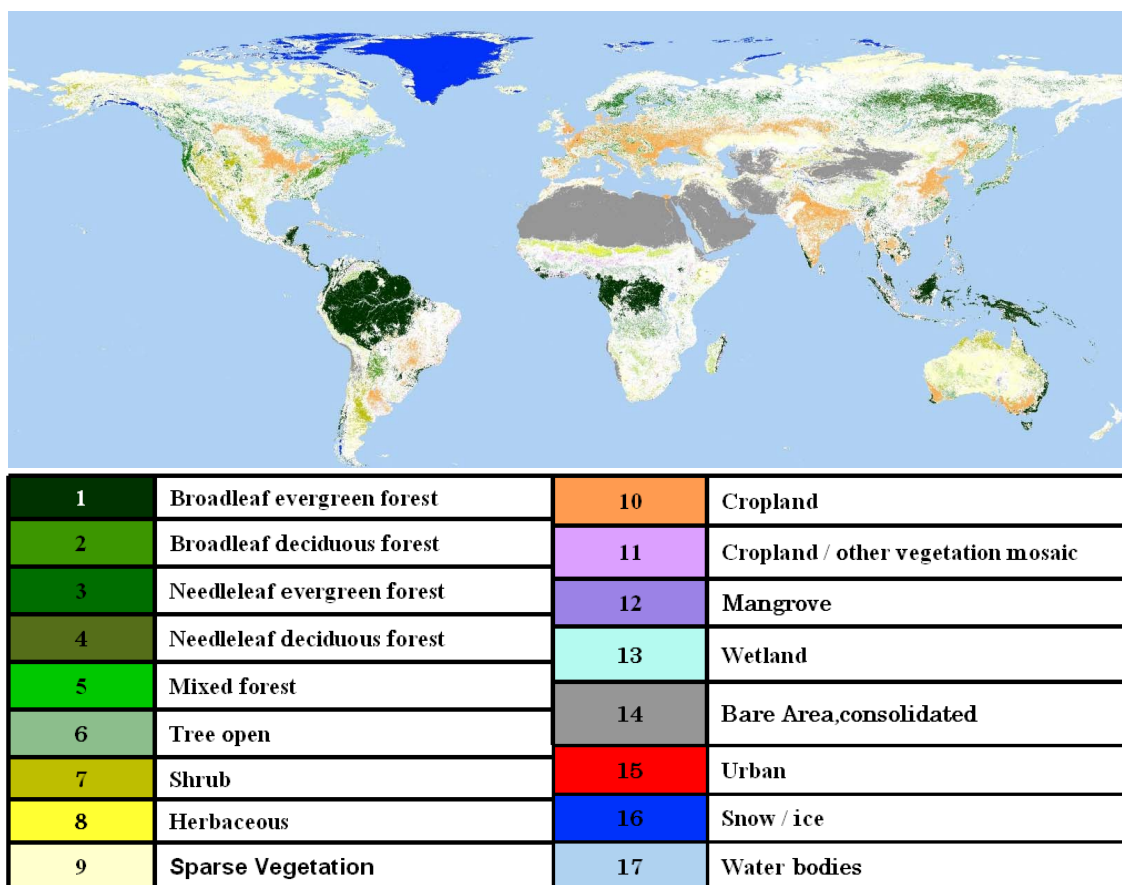 1 Broadleaf evergreen forest
2 Broadleaf deciduous forest
3 Needleleaf evergreen forest
4 Needleleaf deciduous forest
5 Mixed forest
6 Tree open
7 Shrub
8 Herbaceous
9 Sparse Vegetation
10 Cropland
11 Cropland / other vegetation mosaic
12 Mangrove
13 Wetland
14 Bare Area,consolidated
15 Urban
16 Snow / ice
17 Water bodies